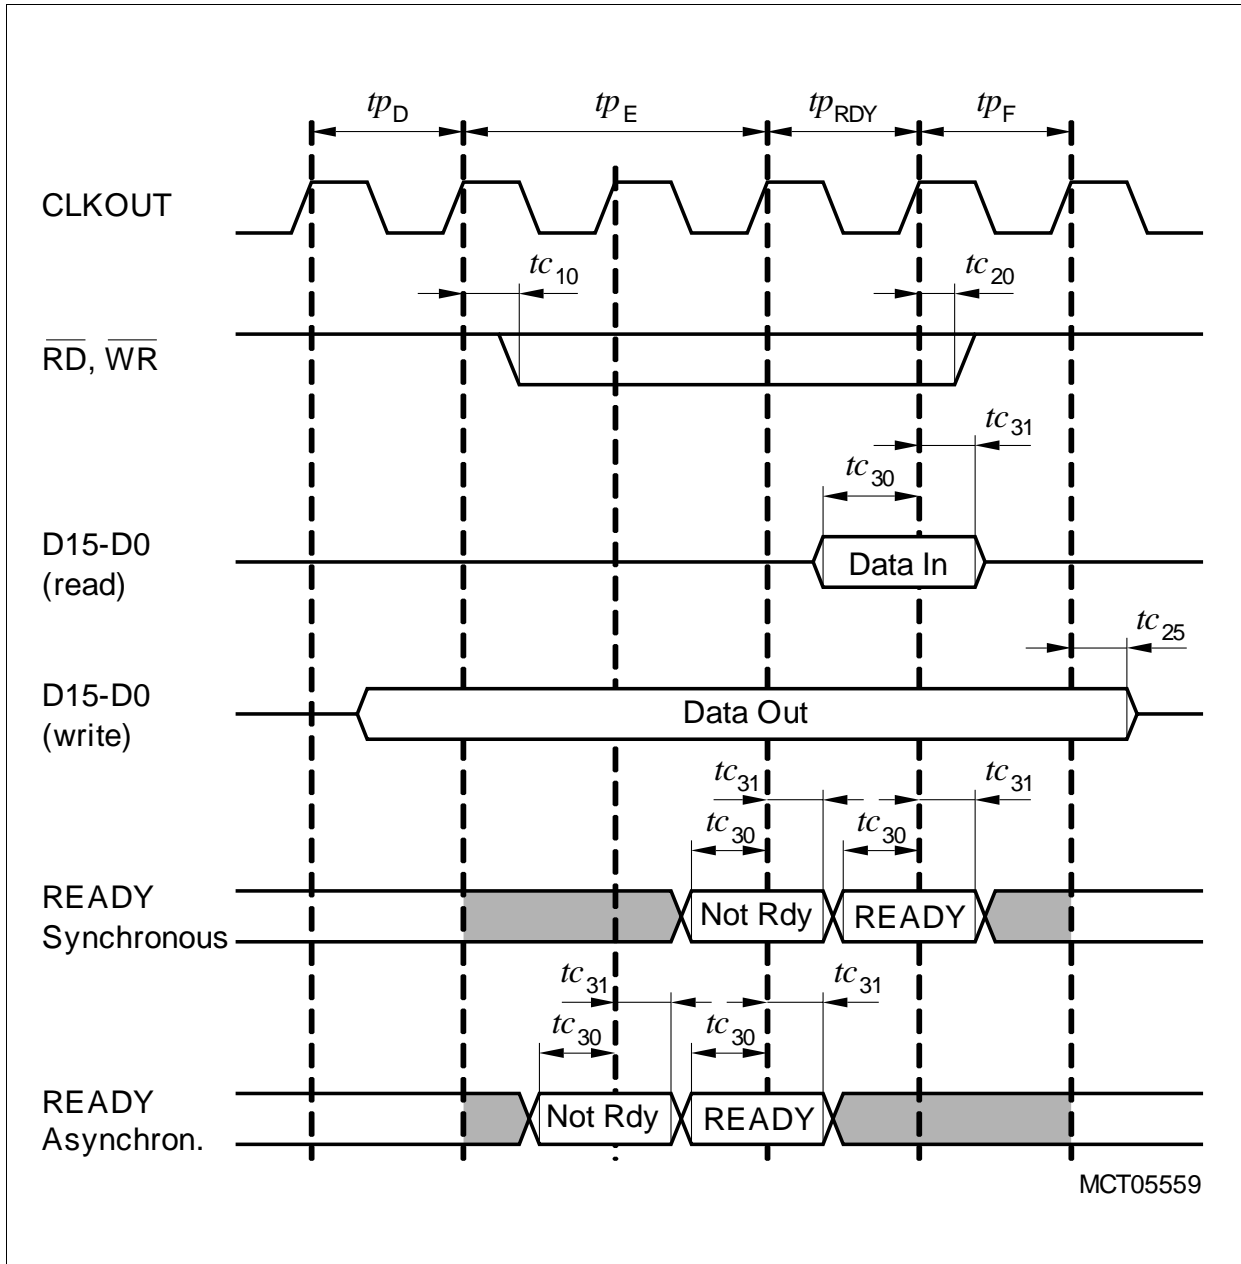 tpD tpE tpRDY tpF
CLKOUT
tc10 tc20
RD, WR
tc31
tc30
D15-D0
(read)
Data In
tc25
D15-D0
(write)
Data Out
tc31 tc31
tc30 tc30
READY
Synchronous
Not Rdy READY
tc31 tc31
tc30 tc30
READY
Asynchron.
Not Rdy READY
MCT05559